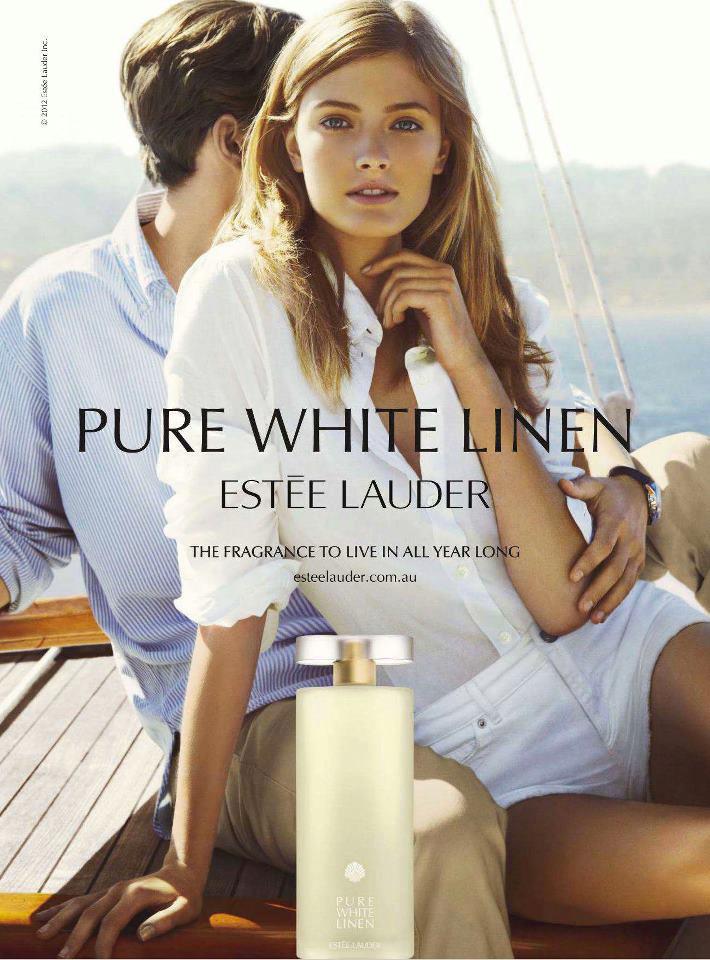 © 2012 Estée Lauder Inc.
PURE WHITE LINEN
ESTĒE LAUDER
THE FRAGRANCE TO LIVE IN ALL YEAR LONG
esteelauder.com.au
PURE
WHITE
LINEN
ESTĒE LAUDER